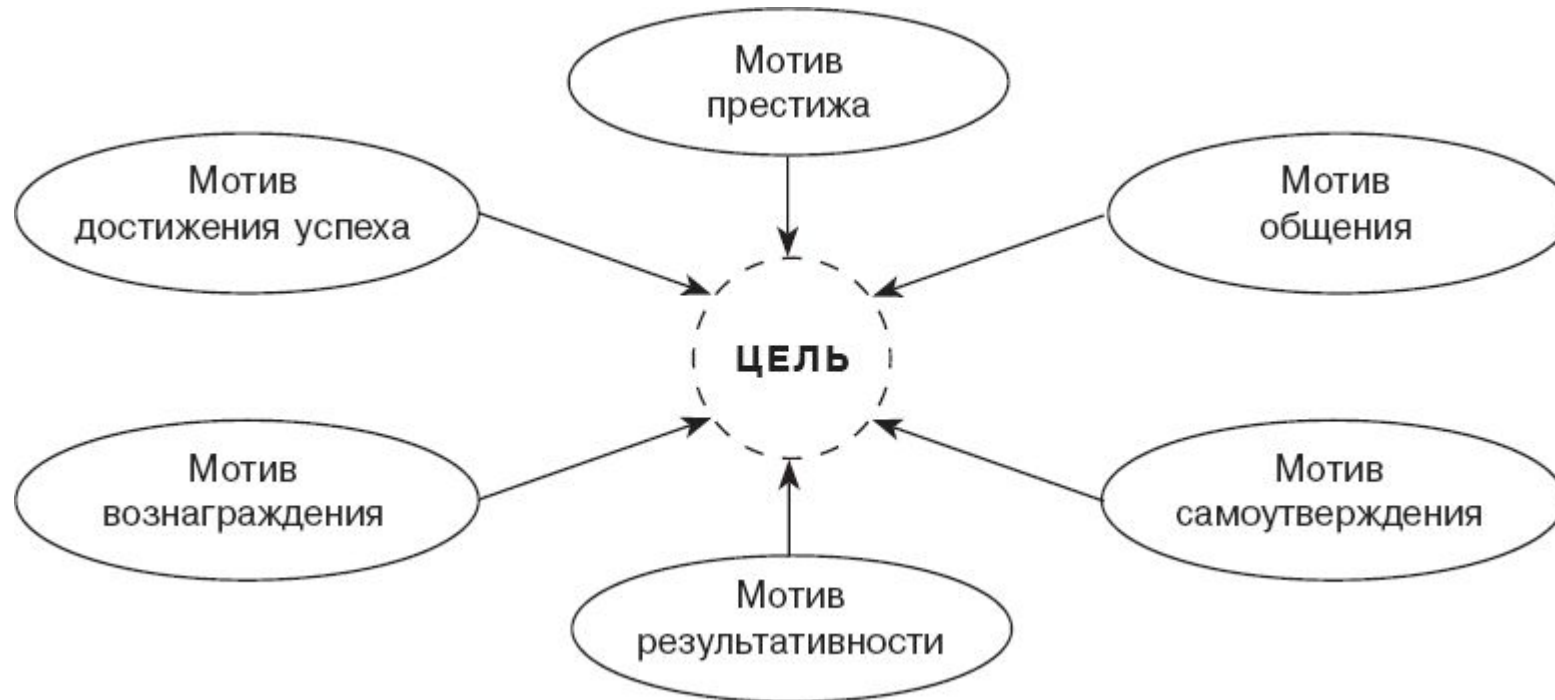 Мотив
престижа
Мотив
достижения успеха
Мотив
общения
ЦЕЛЬ
Мотив
вознаграждения
Мотив
самоутверждения
Мотив
результативности